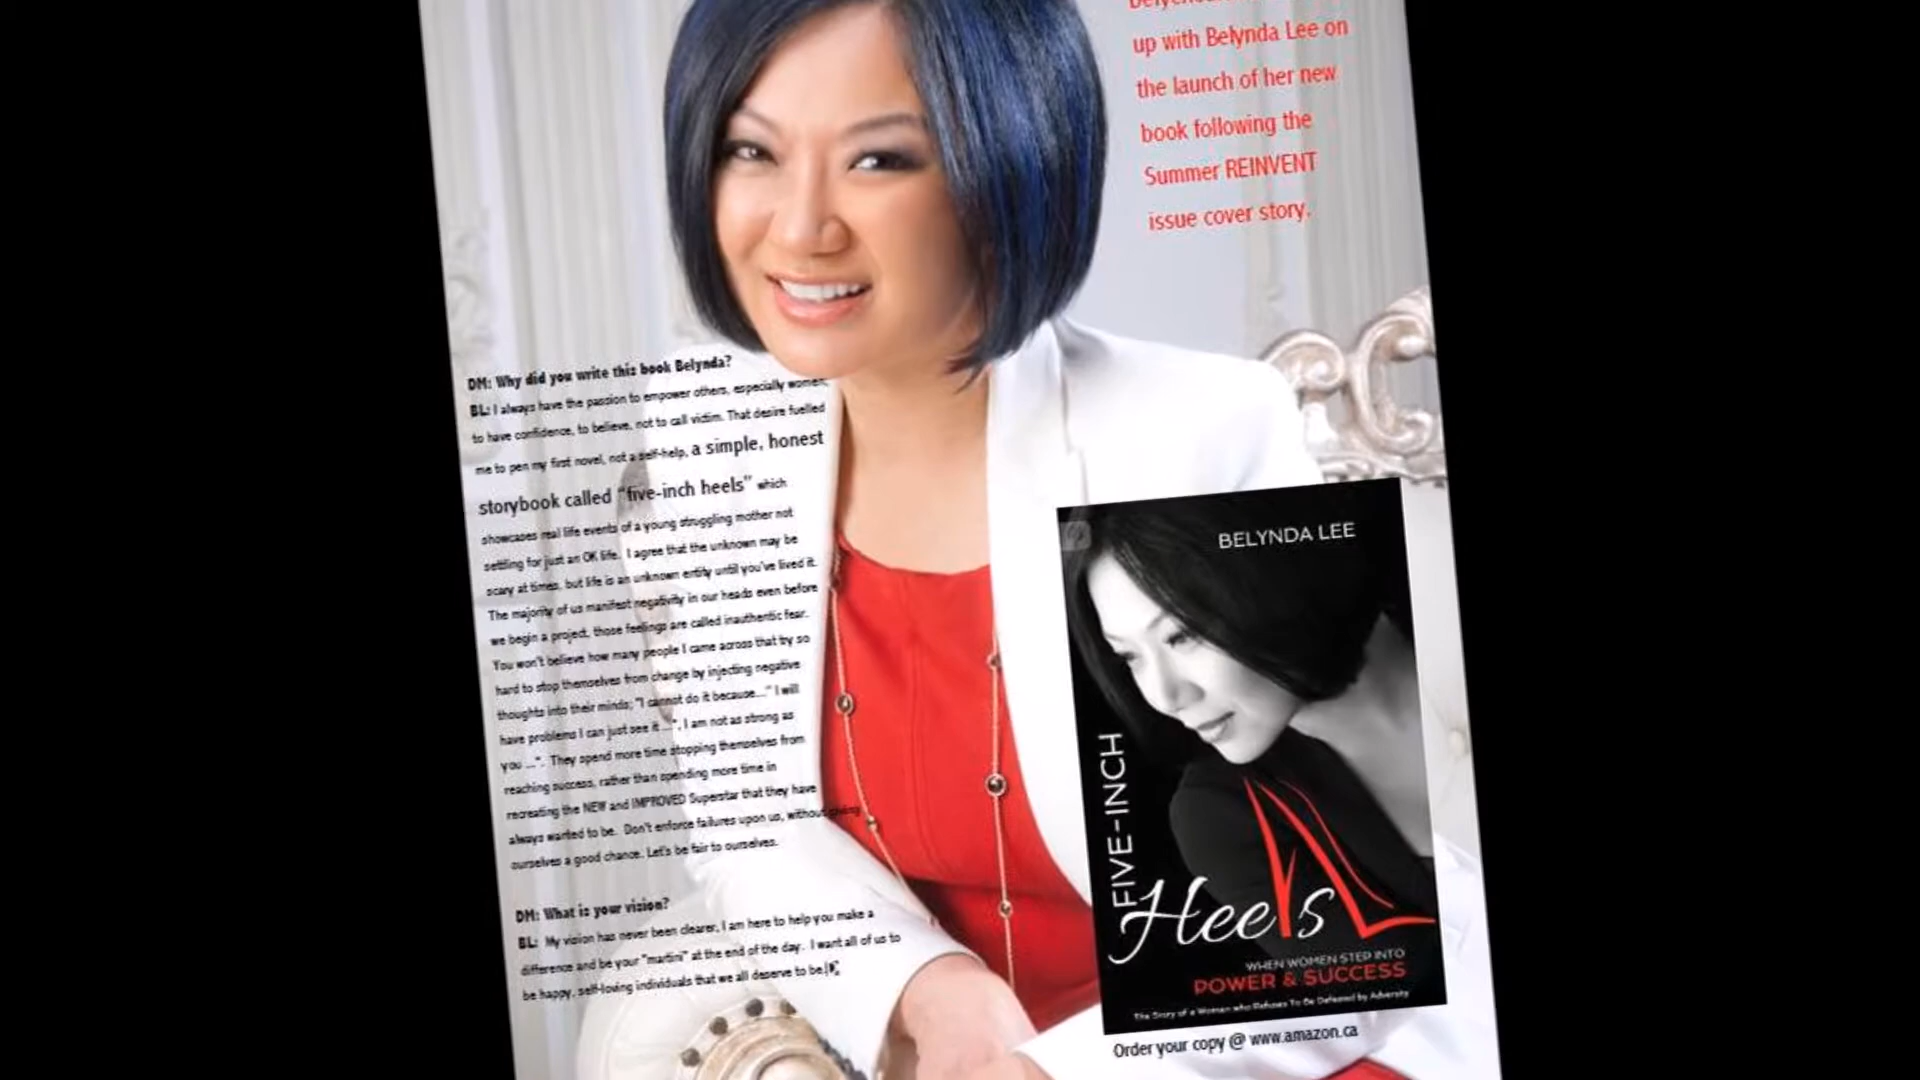 up with Belynda Lee on
the launch of her new
book following the
Summer REINVENT
issue cover story.
DM: Why did you write this book Belynda?
BL: I always have the passion to empower others, especially women,
to have confidence, to believe, not to call victim. That desire fuelled
me to pen my first novel, not a self-help, a simple, honest
storybook called "five-inch heels" which
showcases real life events of a young struggling mother not
settling for just an OK life. I agree that the unknown may be
scary at times, but life is an unknown entity until you've lived it.
The majority of us manifest negativity in our heads even before
we begin a project, those feelings are called inauthentic fear.
You won't believe how many people I came across that try so
hard to stop themselves from change by injecting negative
thoughts into their minds; "I cannot do it because..." I will
have problems I can just see it ...", I am not as strong as
you ...". They spend more time stopping themselves from
reaching success, rather than spending more time in
recreating the NEW and IMPROVED Superstar that they have
always wanted to be. Don't enforce failures upon us, without giving
ourselves a good chance. Let's be fair to ourselves.
DM: What is your vision?
BL: My vision has never been clearer, I am here to help you make a
difference and be your "martini" at the end of the day. I want all of us to
be happy, self-loving individuals that we all deserve to be.
BELYNDA LEE
FIVE-INCH
Heels
WHEN WOMEN STEP INTO
POWER & SUCCESS
The Story of a Woman who Refuses To Be Defeated by Adversity
Order your copy @ www.amazon.ca